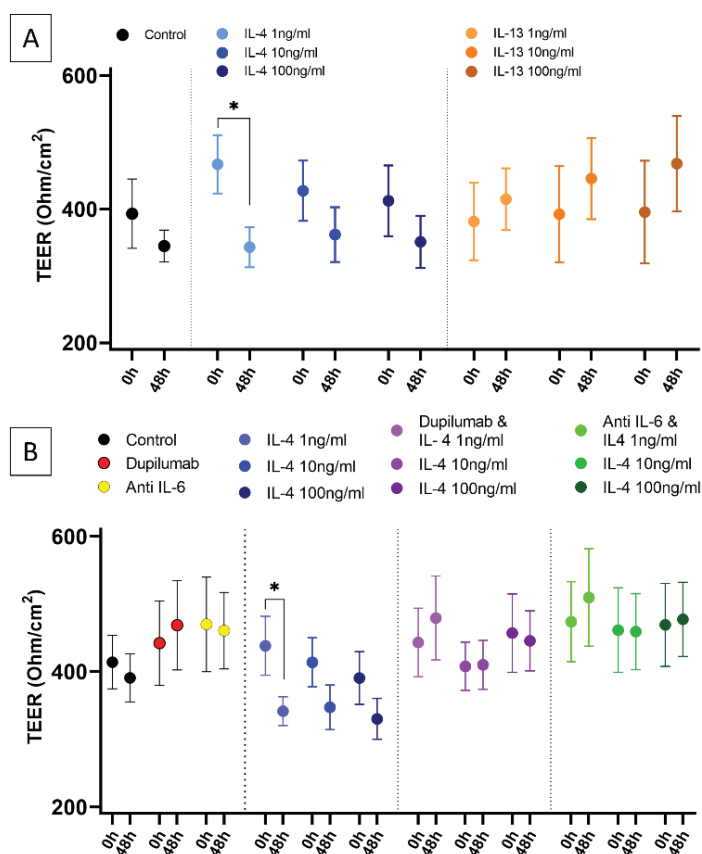 A
Control
IL-4 1ng/ml
IL-4 10ng/ml
IL-4 100ng/ml
IL-13 1ng/ml
IL-13 10ng/ml
IL-13 100ng/ml
600
400
200
TEER (Ohm/cm²)
*
0h 48h 0h 48h 0h 48h 0h 48h 0h 48h 0h 48h 0h 48h
B
Control
Dupilumab
Anti IL-6
IL-4 1ng/ml
IL-4 10ng/ml
IL-4 100ng/ml
Dupilumab &
IL- 4 1ng/ml
IL-4 10ng/ml
IL-4 100ng/ml
Anti IL-6 &
IL4 1ng/ml
IL-4 10ng/ml
IL-4 100ng/ml
600
400
200
TEER (Ohm/cm²)
*
0h 48h 0h 48h 0h 48h 0h 48h 0h 48h 0h 48h 0h 48h 0h 48h 0h 48h 0h 48h 0h 48h 0h 48h